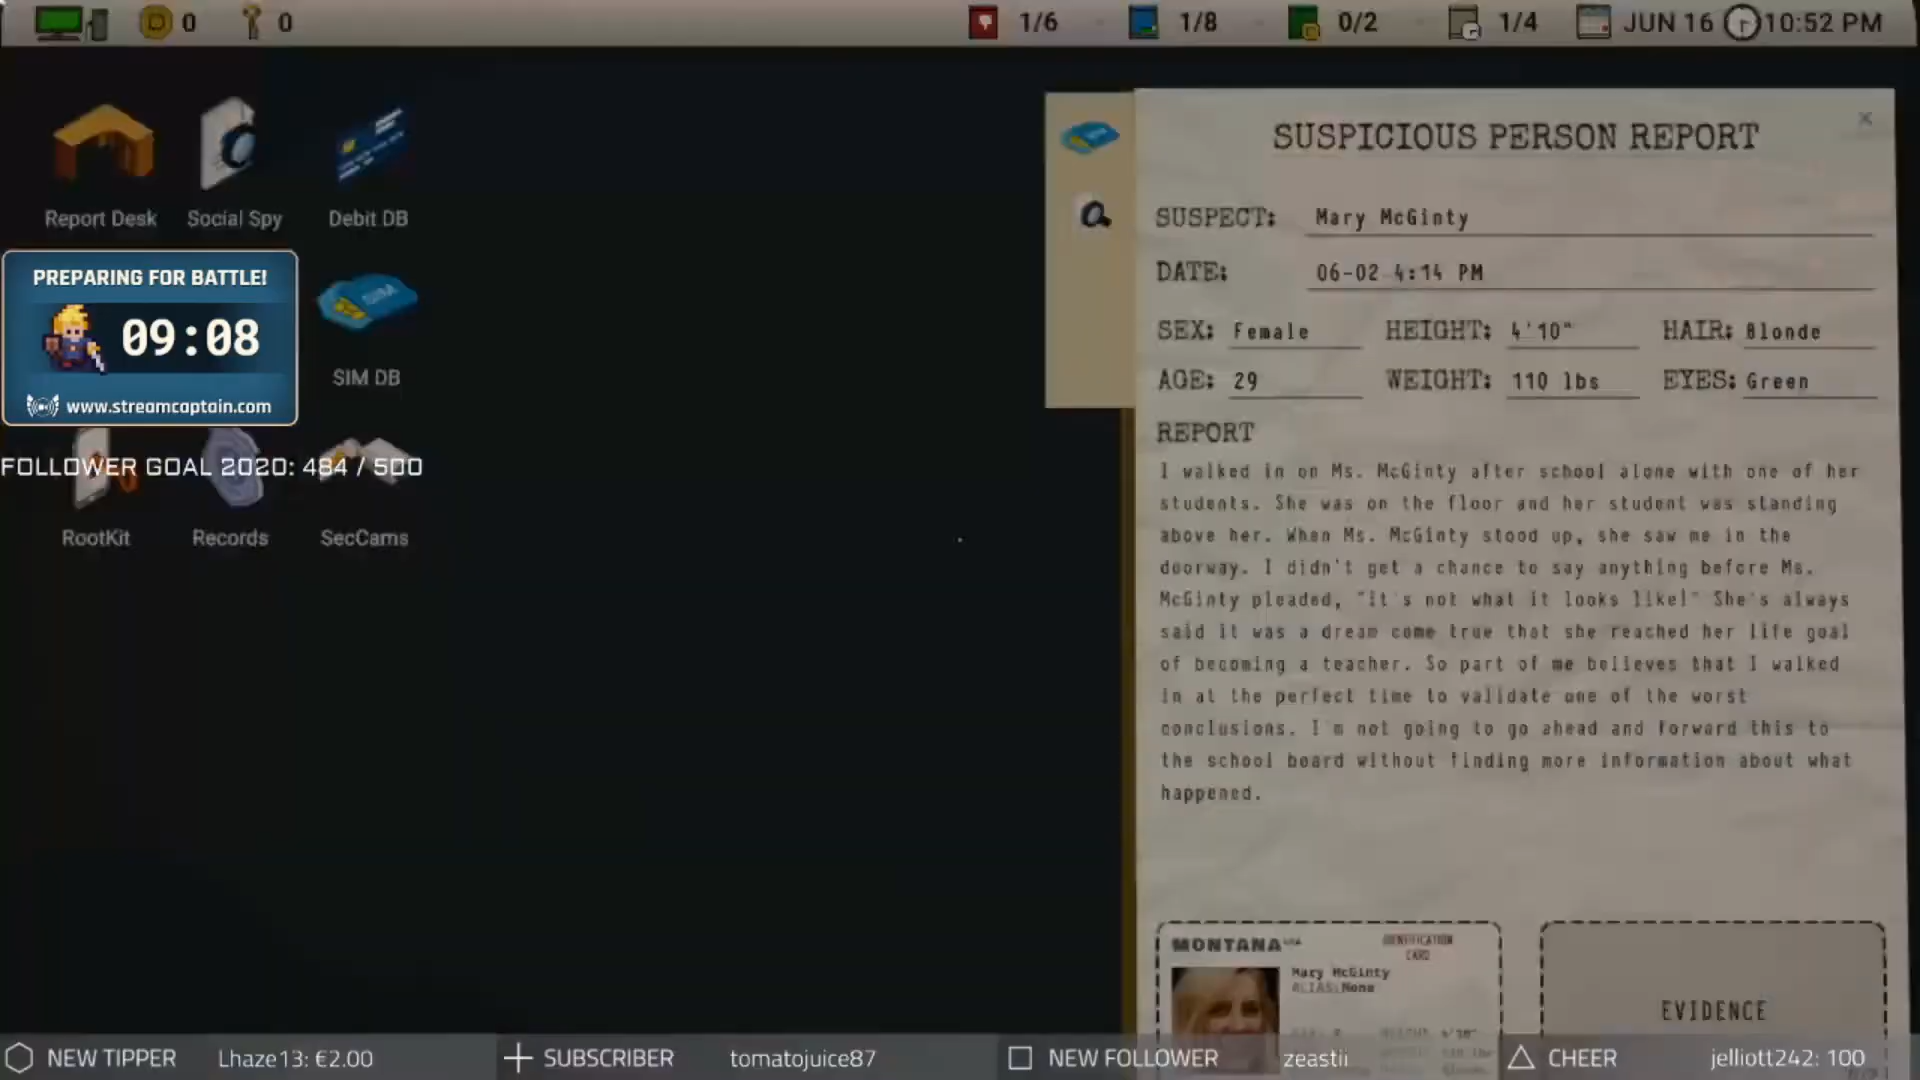 0
0
1/6
1/8
0/2
1/4
JUN 16
10:52 PM
Report Desk
Social Spy
Debit DB
PREPARING FOR BATTLE!
09:08
www.streamcaptain.com
SIM
SIM DB
FOLLOWER GOAL 2020: 484 / 500
RootKit
Records
SecCams
SUSPICIOUS PERSON REPORT
SUSPECT: Mary McGinty
DATE: 06-02 4:14 PM
SEX: Female HEIGHT: 4'10" HAIR: Blonde
AGE: 29 WEIGHT: 110 lbs EYES: Green
REPORT
I walked in on Ms. McGinty after school alone with one of her
students. She was on the floor and her student was standing
above her. When Ms. McGinty stood up, she saw me in the
doorway. I didn't get a chance to say anything before Ms.
McGinty pleaded, "it's not what it looks like!" She's always
said it was a dream come true that she reached her life goal
of becoming a teacher. So part of me believes that I walked
in at the perfect time to validate one of the worst
conclusions. I'm not going to go ahead and forward this to
the school board without finding more information about what
happened.
MONTANA USA
IDENTIFICATION
CARD
Mary McGinty
ALIAS: None
EVIDENCE
NEW TIPPER Lhaze13: €2.00
SUBSCRIBER tomatojuice87
NEW FOLLOWER zeastii
CHEER jelliott242: 100